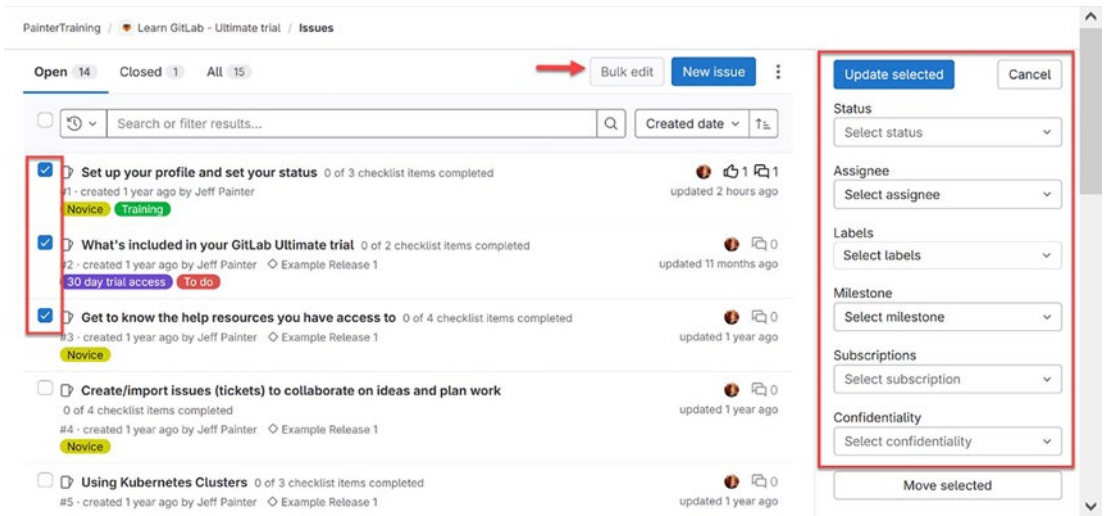 PainterTraining / Learn GitLab - Ultimate trial / Issues
Open 14 Closed 1 All 15
Bulk edit New issue
Search or filter results...
Created date
Set up your profile and set your status 0 of 3 checklist items completed
1 1
#1 · created 1 year ago by Jeff Painter
updated 2 hours ago
Novice Training
What's included in your GitLab Ultimate trial 0 of 2 checklist items completed
0
#2 · created 1 year ago by Jeff Painter Example Release 1
updated 11 months ago
30 day trial access To do
Get to know the help resources you have access to 0 of 4 checklist items completed
0
#3 · created 1 year ago by Jeff Painter Example Release 1
updated 1 year ago
Novice
Create/import issues (tickets) to collaborate on ideas and plan work
0
0 of 4 checklist items completed
updated 1 year ago
#4 · created 1 year ago by Jeff Painter Example Release 1
Novice
Using Kubernetes Clusters 0 of 3 checklist items completed
0
#5 · created 1 year ago by Jeff Painter Example Release 1
updated 1 year ago
Update selected Cancel
Status
Select status
Assignee
Select assignee
Labels
Select labels
Milestone
Select milestone
Subscriptions
Select subscription
Confidentiality
Select confidentiality
Move selected